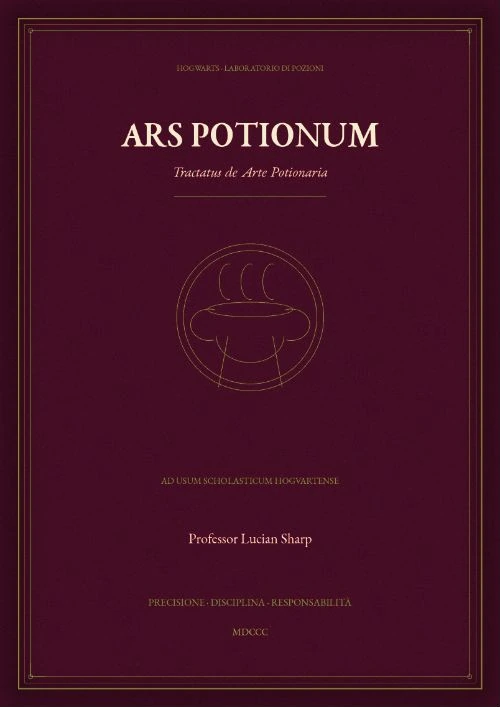 HOGWARTS · LABORATORIO DI POZIONI
ARS POTIONUM
Tractatus de Arte Potionaria
AD USUM SCHOLASTICUM HOGVARTENSE
Professor Lucian Sharp
PRECISIONE · DISCIPLINA · RESPONSABILITÀ
MDCCC